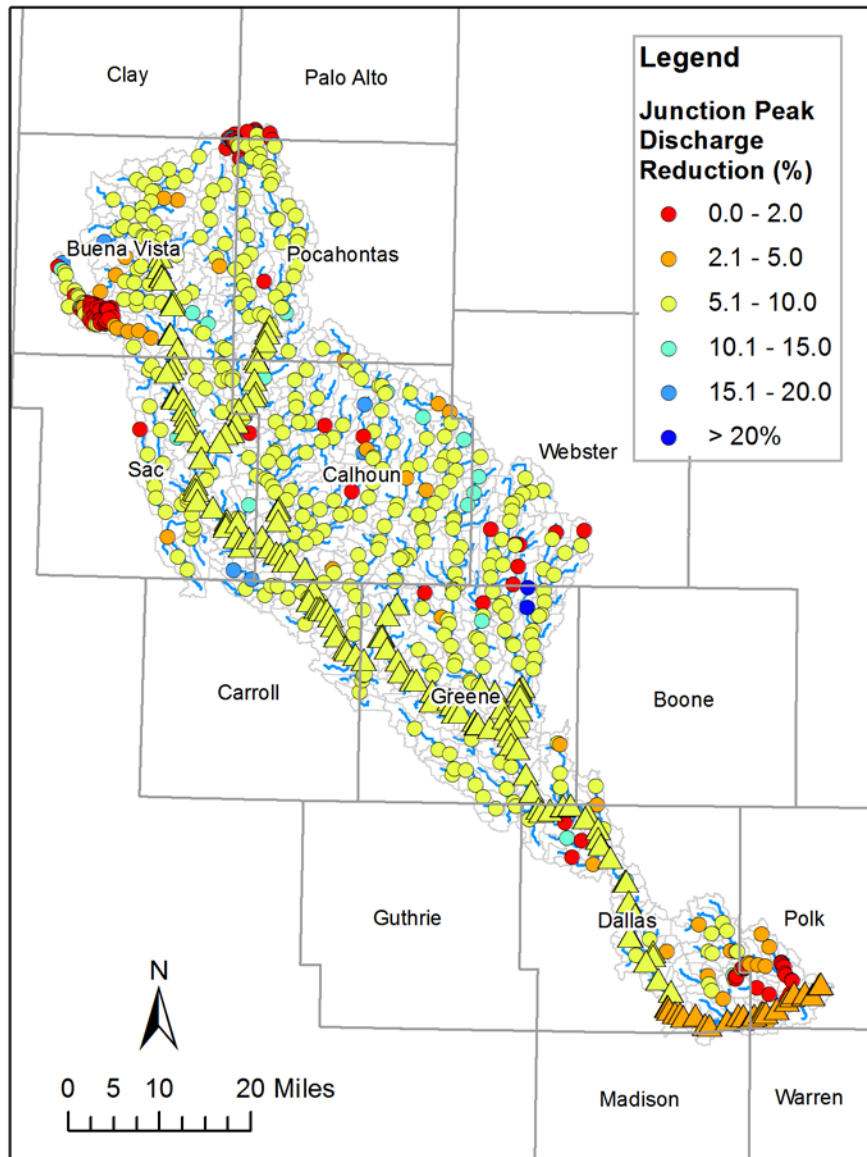 Legend
Junction Peak
Discharge
Reduction (%)
0.0 - 2.0
2.1 - 5.0
5.1 - 10.0
10.1 - 15.0
15.1 - 20.0
> 20%
Clay
Palo Alto
Buena Vista
Pocahontas
Sac
Calhoun
Webster
Carroll
Greene
Boone
Guthrie
Dallas
Polk
Madison
Warren
N
0 5 10 20 Miles